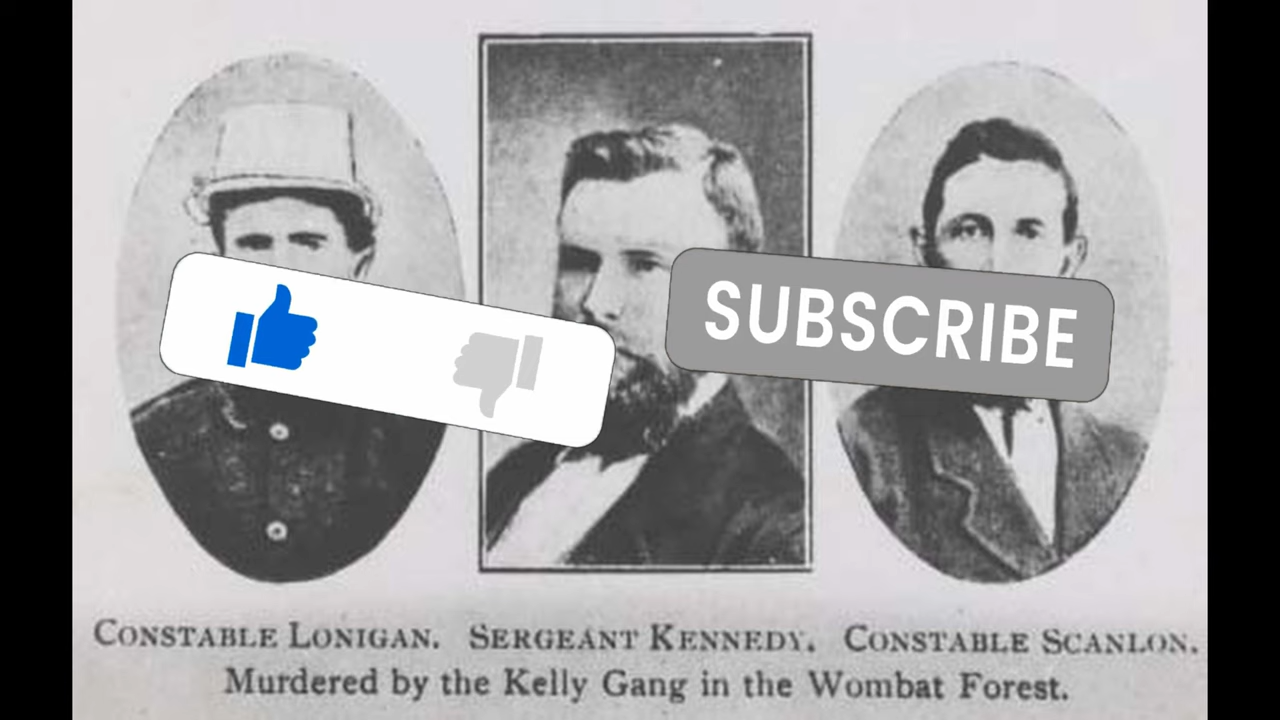 SUBSCRIBE
CONSTABLE LONIGAN. SERGEANT KENNEDY. CONSTABLE SCANLON.
Murdered by the Kelly Gang in the Wombat Forest.